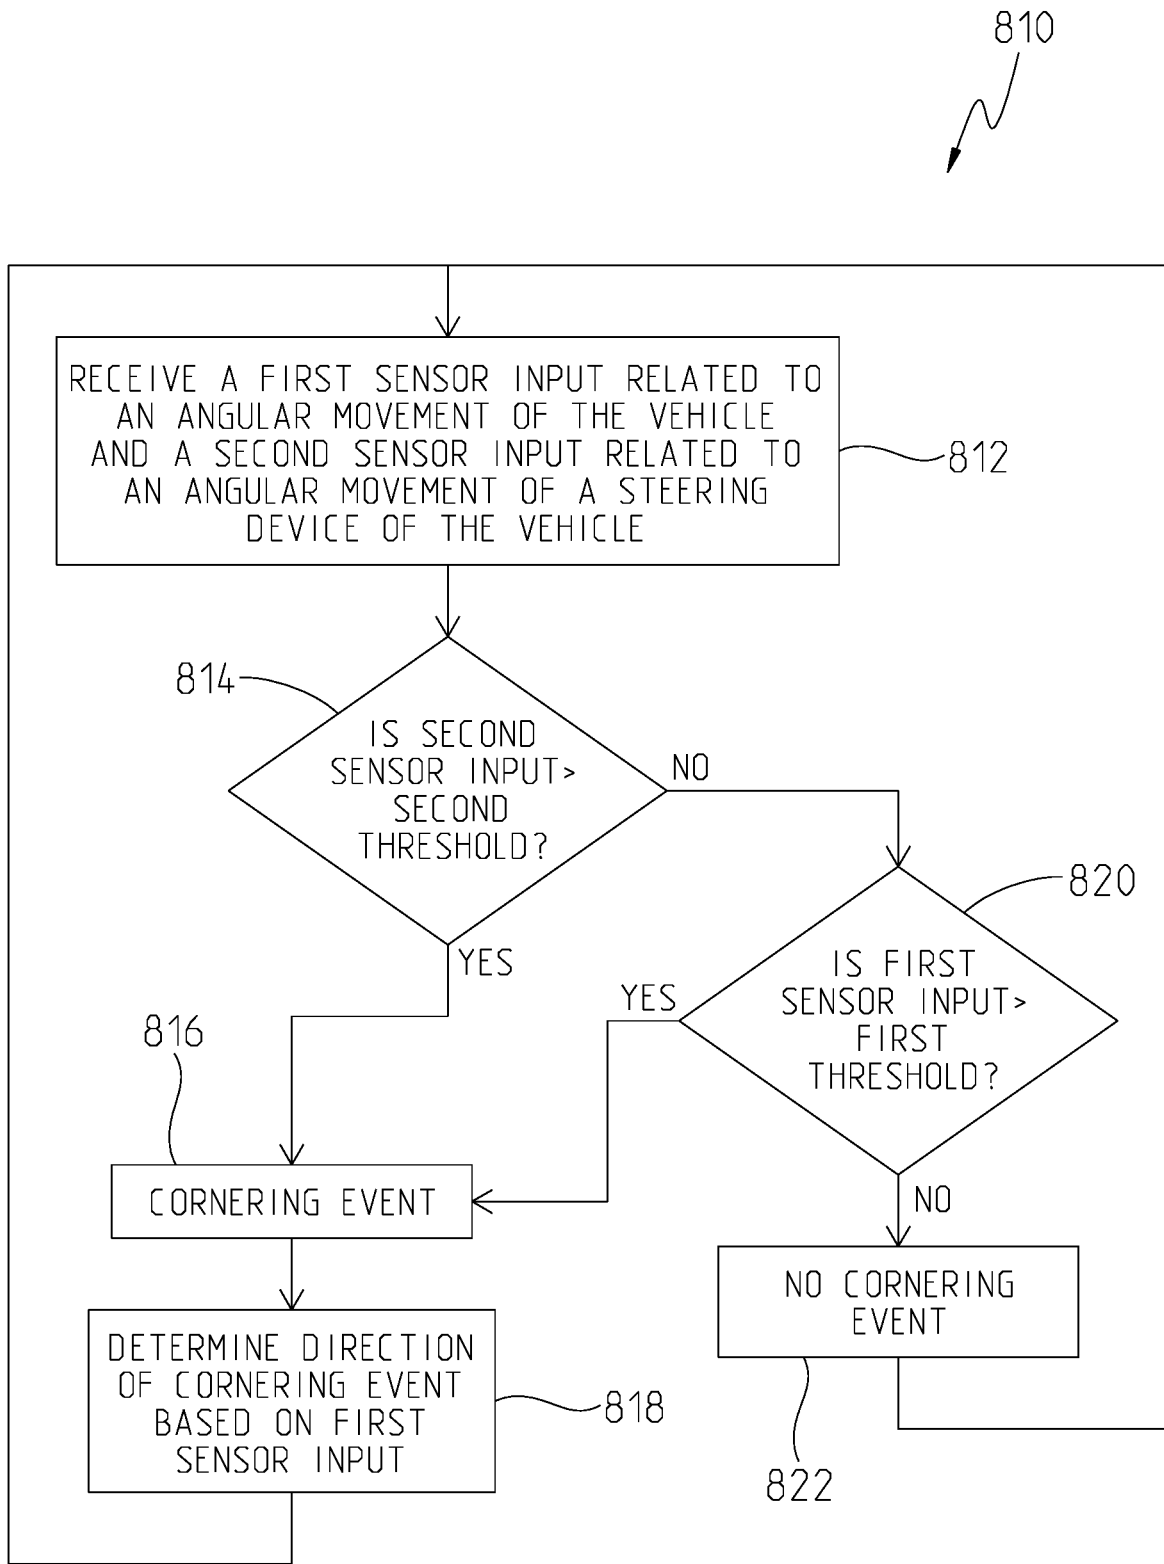 810
RECEIVE A FIRST SENSOR INPUT RELATED TO
AN ANGULAR MOVEMENT OF THE VEHICLE
AND A SECOND SENSOR INPUT RELATED TO
AN ANGULAR MOVEMENT OF A STEERING
DEVICE OF THE VEHICLE
812
814
IS SECOND
SENSOR INPUT>
SECOND
THRESHOLD?
NO
YES
820
IS FIRST
SENSOR INPUT>
FIRST
THRESHOLD?
YES
NO
816
CORNERING EVENT
NO CORNERING
EVENT
822
DETERMINE DIRECTION
OF CORNERING EVENT
BASED ON FIRST
SENSOR INPUT
818